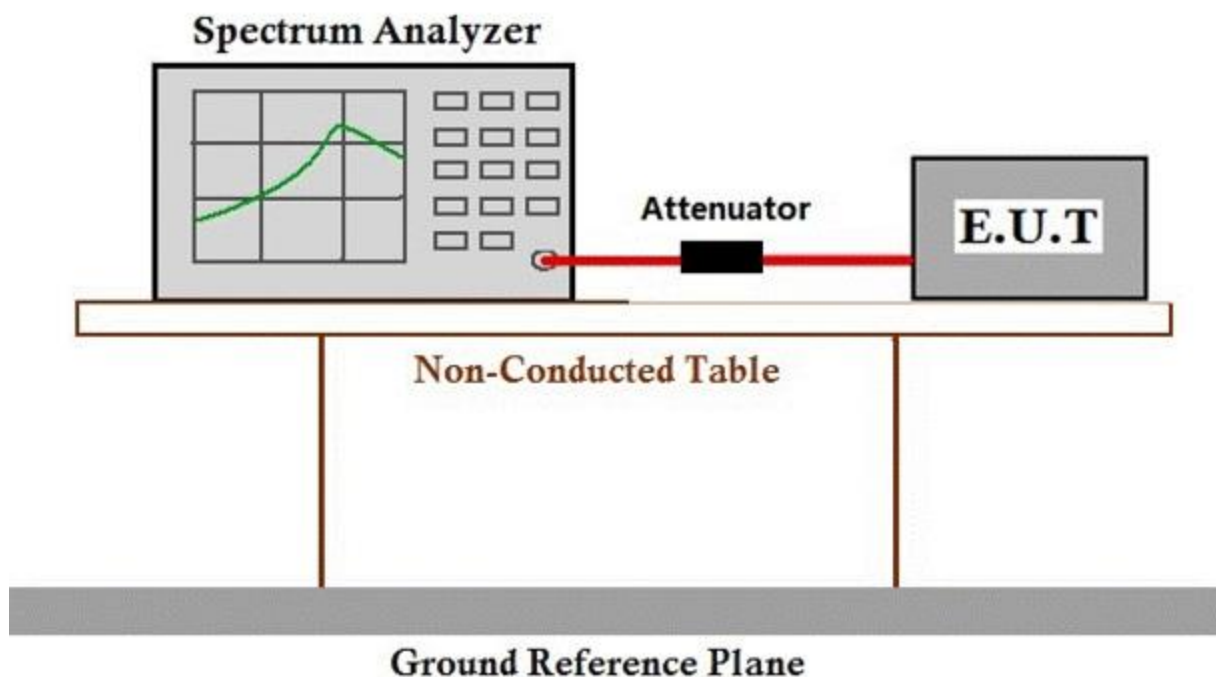 Spectrum Analyzer
Attenuator
E.U.T
Non-Conducted Table
Ground Reference Plane